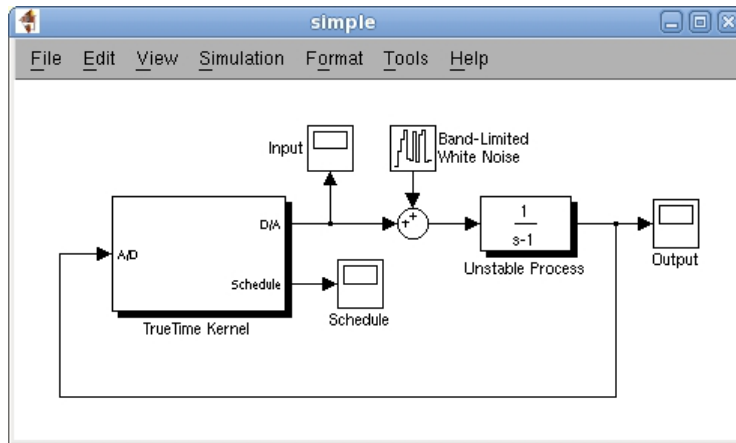 simple
File Edit View Simulation Format Tools Help
Input
Band-Limited
White Noise
D/A
A/D
Schedule
TrueTime Kernel
Schedule
++
1
s-1
Unstable Process
Output